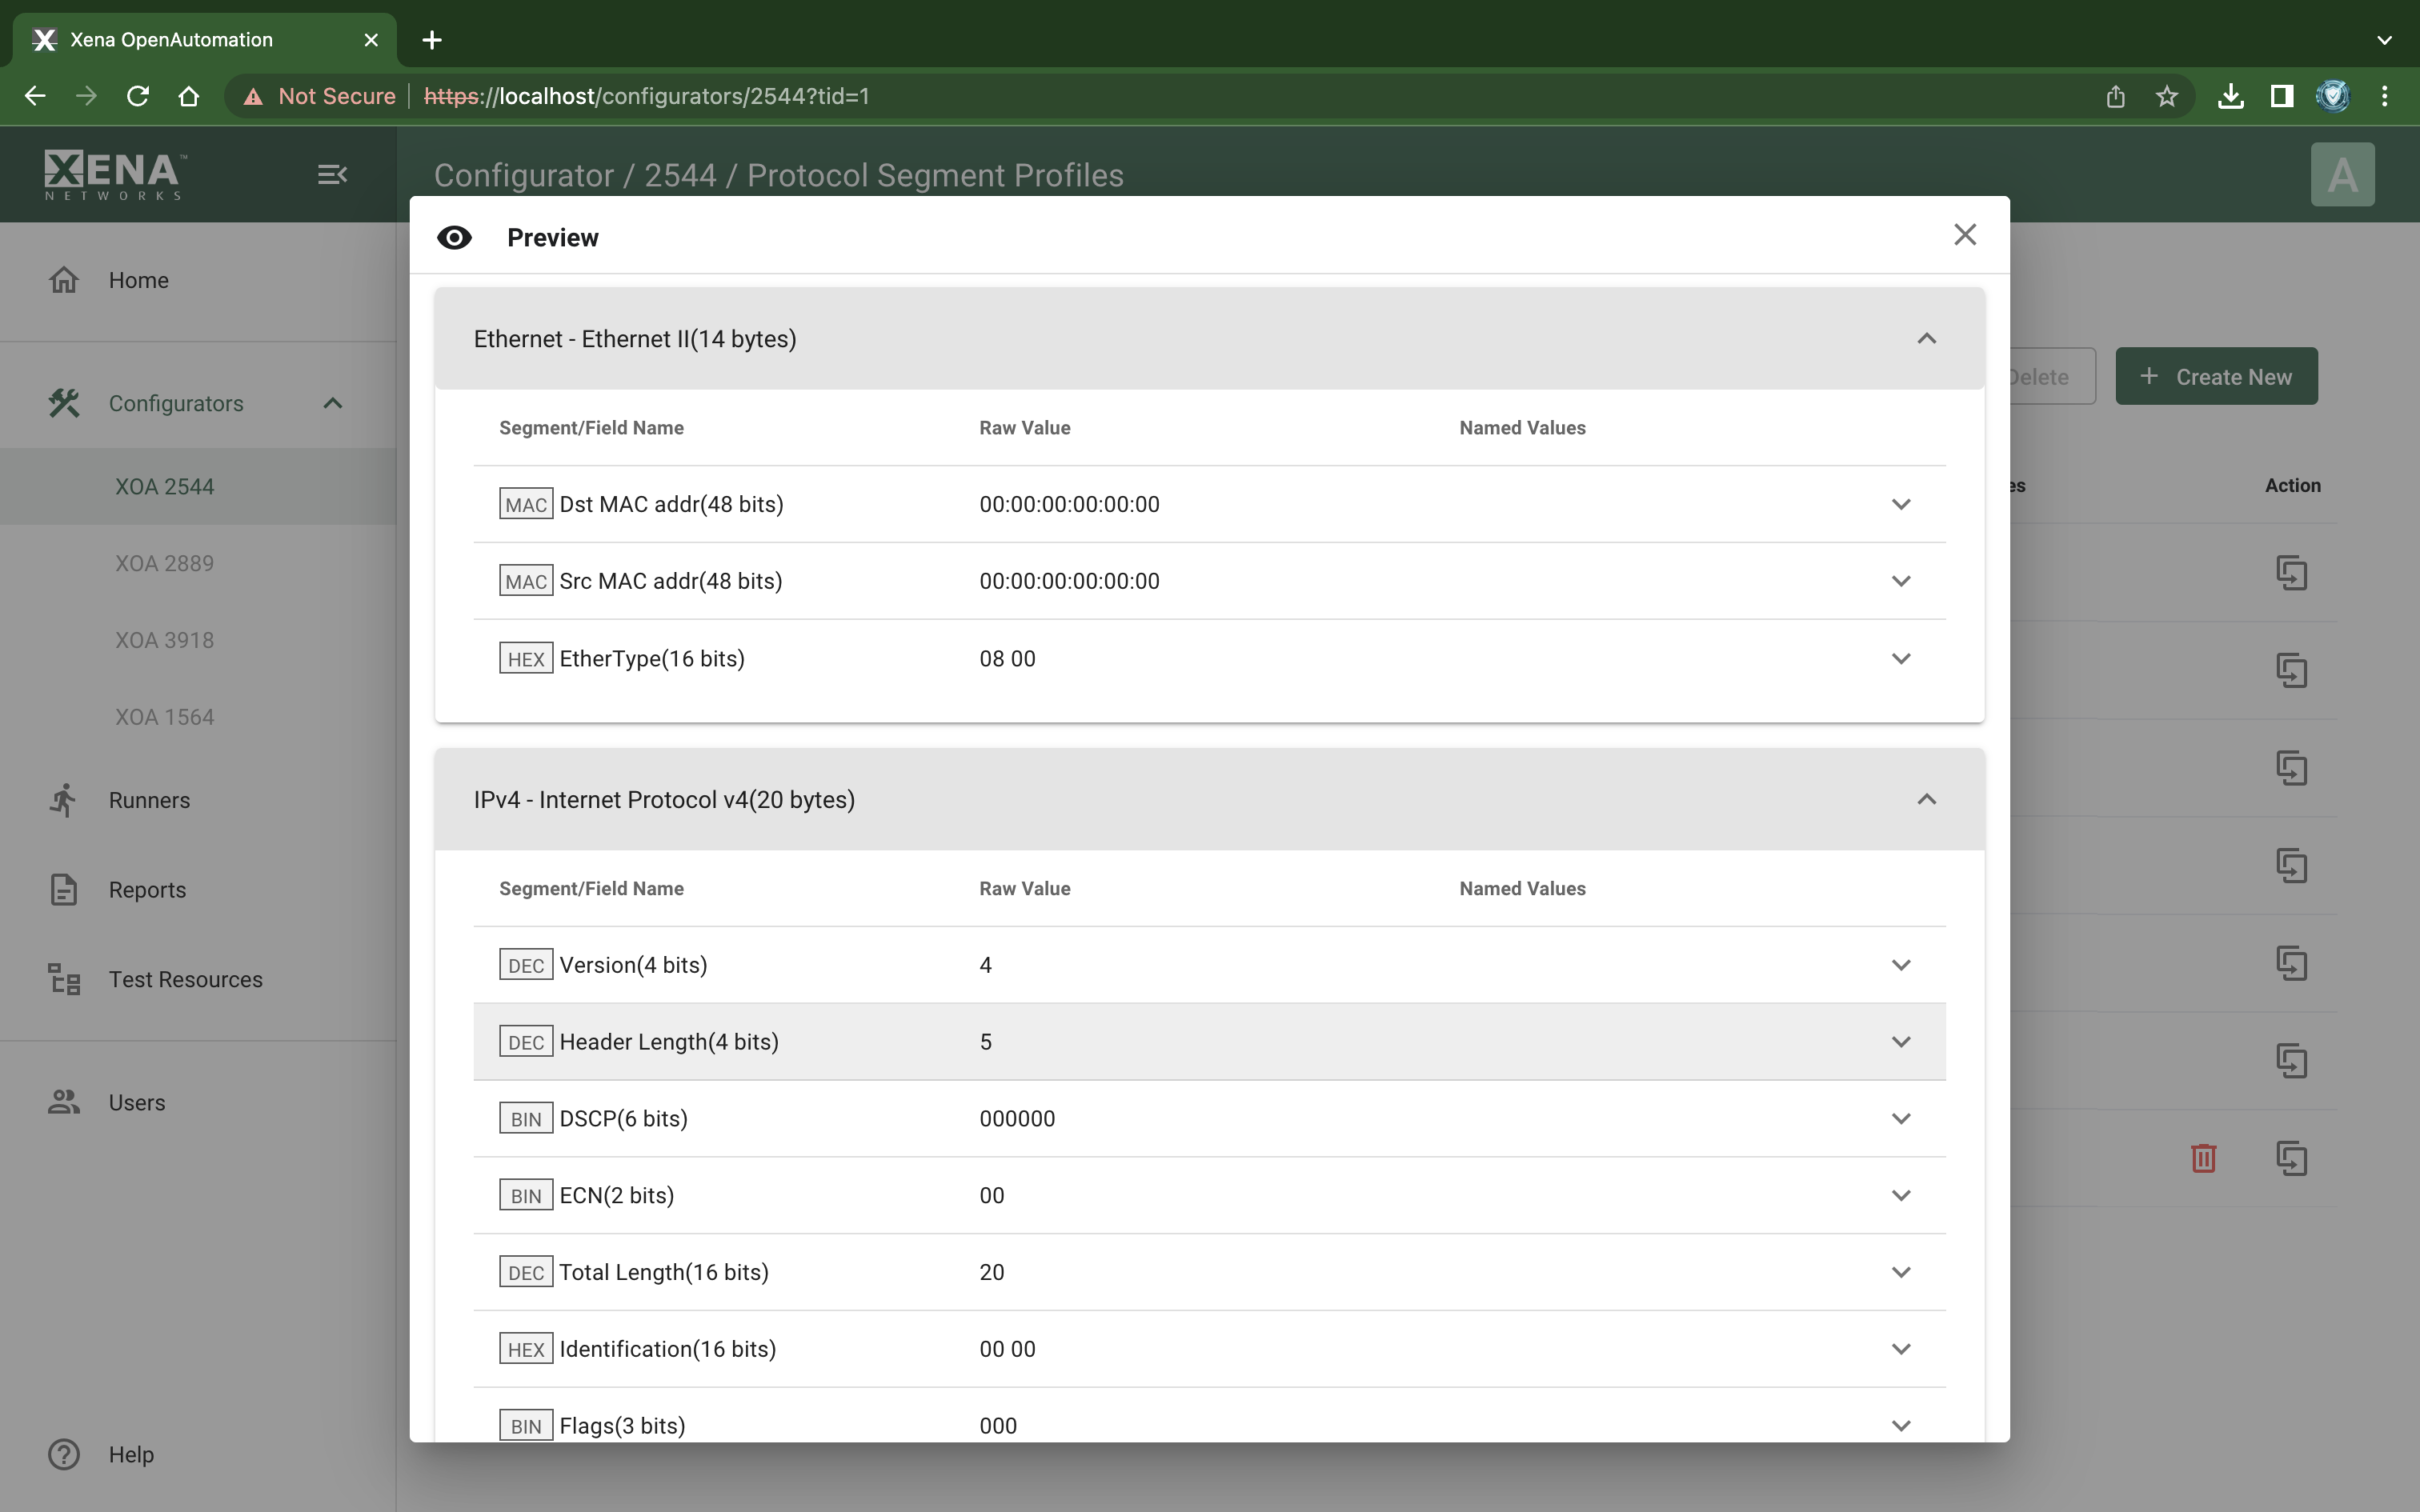 Xena OpenAutomation
Not Secure https://localhost/configurators/2544?tid=1
XENA™
NETWORKS
Configurator / 2544 / Protocol Segment Profiles
A
Home
Configurators
XOA 2544
XOA 2889
XOA 3918
XOA 1564
Runners
Reports
Test Resources
Users
Help
Delete
+ Create New
es
Action
Preview
Ethernet - Ethernet II(14 bytes)
Segment/Field Name Raw Value Named Values
MAC Dst MAC addr(48 bits) 00:00:00:00:00:00
MAC Src MAC addr(48 bits) 00:00:00:00:00:00
HEX EtherType(16 bits) 08 00
IPv4 - Internet Protocol v4(20 bytes)
Segment/Field Name Raw Value Named Values
DEC Version(4 bits) 4
DEC Header Length(4 bits) 5
BIN DSCP(6 bits) 000000
BIN ECN(2 bits) 00
DEC Total Length(16 bits) 20
HEX Identification(16 bits) 00 00
BIN Flags(3 bits) 000